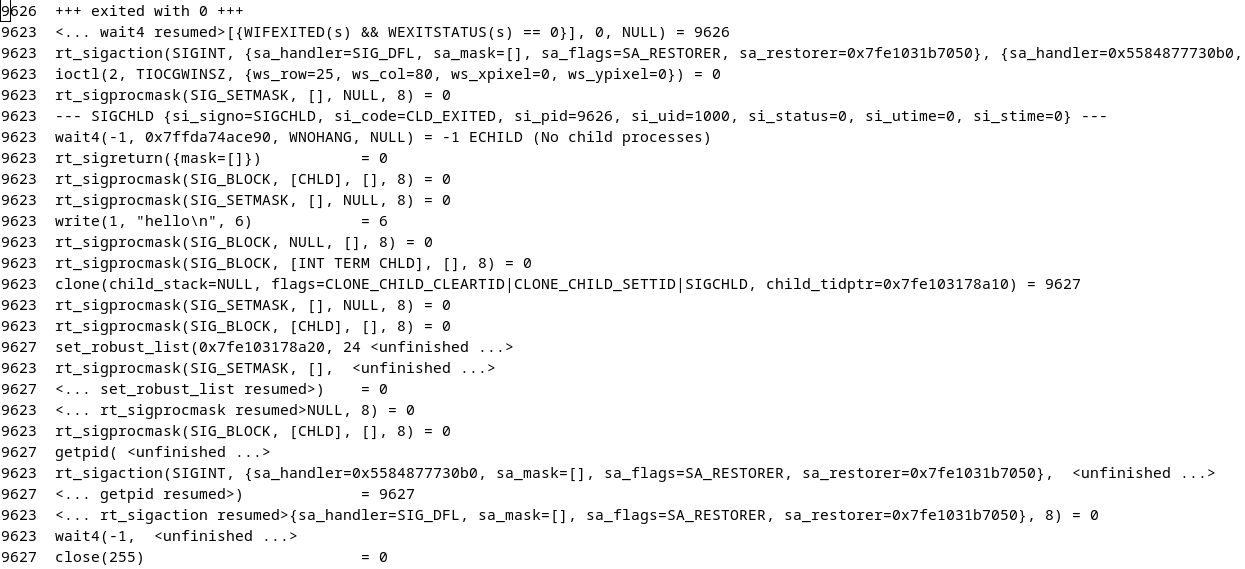 9626  +++ exited with 0 +++
9623  <... wait4 resumed>[{WIFEXITED(s) && WEXITSTATUS(s) == 0}], 0, NULL) = 9626
9623  rt_sigaction(SIGINT, {sa_handler=SIG_DFL, sa_mask=[], sa_flags=SA_RESTORER, sa_restorer=0x7fe1031b7050}, {sa_handler=0x5584877730b0,
9623  ioctl(2, TIOCGWINSZ, {ws_row=25, ws_col=80, ws_xpixel=0, ws_ypixel=0}) = 0
9623  rt_sigprocmask(SIG_SETMASK, [], NULL, 8) = 0
9623  --- SIGCHLD {si_signo=SIGCHLD, si_code=CLD_EXITED, si_pid=9626, si_uid=1000, si_status=0, si_utime=0, si_stime=0} ---
9623  wait4(-1, 0x7ffda74ace90, WNOHANG, NULL) = -1 ECHILD (No child processes)
9623  rt_sigreturn({mask=[]})           = 0
9623  rt_sigprocmask(SIG_BLOCK, [CHLD], [], 8) = 0
9623  rt_sigprocmask(SIG_SETMASK, [], NULL, 8) = 0
9623  write(1, "hello\n", 6)            = 6
9623  rt_sigprocmask(SIG_BLOCK, NULL, [], 8) = 0
9623  rt_sigprocmask(SIG_BLOCK, [INT TERM CHLD], [], 8) = 0
9623  clone(child_stack=NULL, flags=CLONE_CHILD_CLEARTID|CLONE_CHILD_SETTID|SIGCHLD, child_tidptr=0x7fe103178a10) = 9627
9623  rt_sigprocmask(SIG_SETMASK, [], NULL, 8) = 0
9623  rt_sigprocmask(SIG_BLOCK, [CHLD], [], 8) = 0
9627  set_robust_list(0x7fe103178a20, 24 <unfinished ...>
9623  rt_sigprocmask(SIG_SETMASK, [],  <unfinished ...>
9627  <... set_robust_list resumed>)    = 0
9623  <... rt_sigprocmask resumed>NULL, 8) = 0
9623  rt_sigprocmask(SIG_BLOCK, [CHLD], [], 8) = 0
9627  getpid( <unfinished ...>
9623  rt_sigaction(SIGINT, {sa_handler=0x5584877730b0, sa_mask=[], sa_flags=SA_RESTORER, sa_restorer=0x7fe1031b7050},  <unfinished ...>
9627  <... getpid resumed>)             = 9627
9623  <... rt_sigaction resumed>{sa_handler=SIG_DFL, sa_mask=[], sa_flags=SA_RESTORER, sa_restorer=0x7fe1031b7050}, 8) = 0
9623  wait4(-1,  <unfinished ...>
9627  close(255)                        = 0